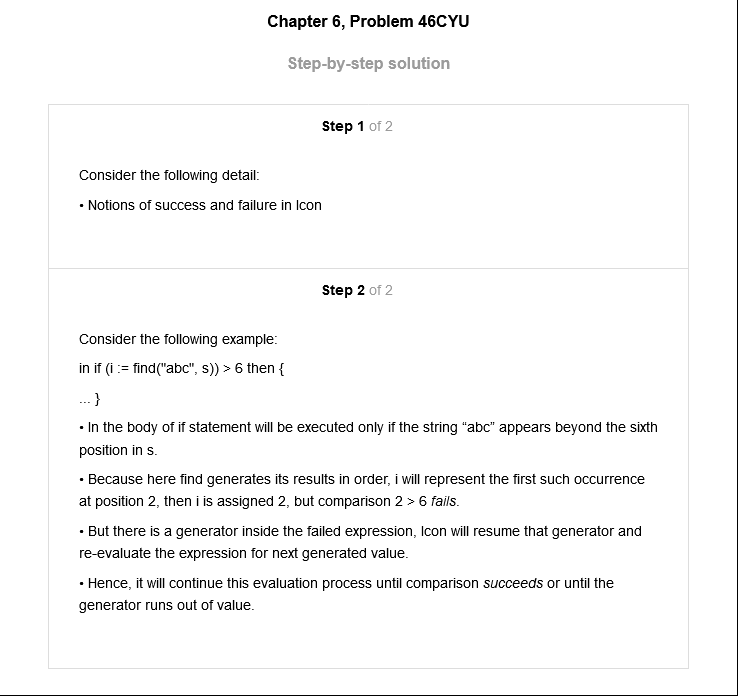 Chapter 6, Problem 46CYU
Step-by-step solution
Step 1 of 2
Consider the following detail:
• Notions of success and failure in Icon
Step 2 of 2
Consider the following example:
in if (i := find("abc", s)) > 6 then {
... }
• In the body of if statement will be executed only if the string “abc” appears beyond the sixth
position in s.
• Because here find generates its results in order, i will represent the first such occurrence
at position 2, then i is assigned 2, but comparison 2 > 6 fails.
• But there is a generator inside the failed expression, Icon will resume that generator and
re-evaluate the expression for next generated value.
• Hence, it will continue this evaluation process until comparison succeeds or until the
generator runs out of value.